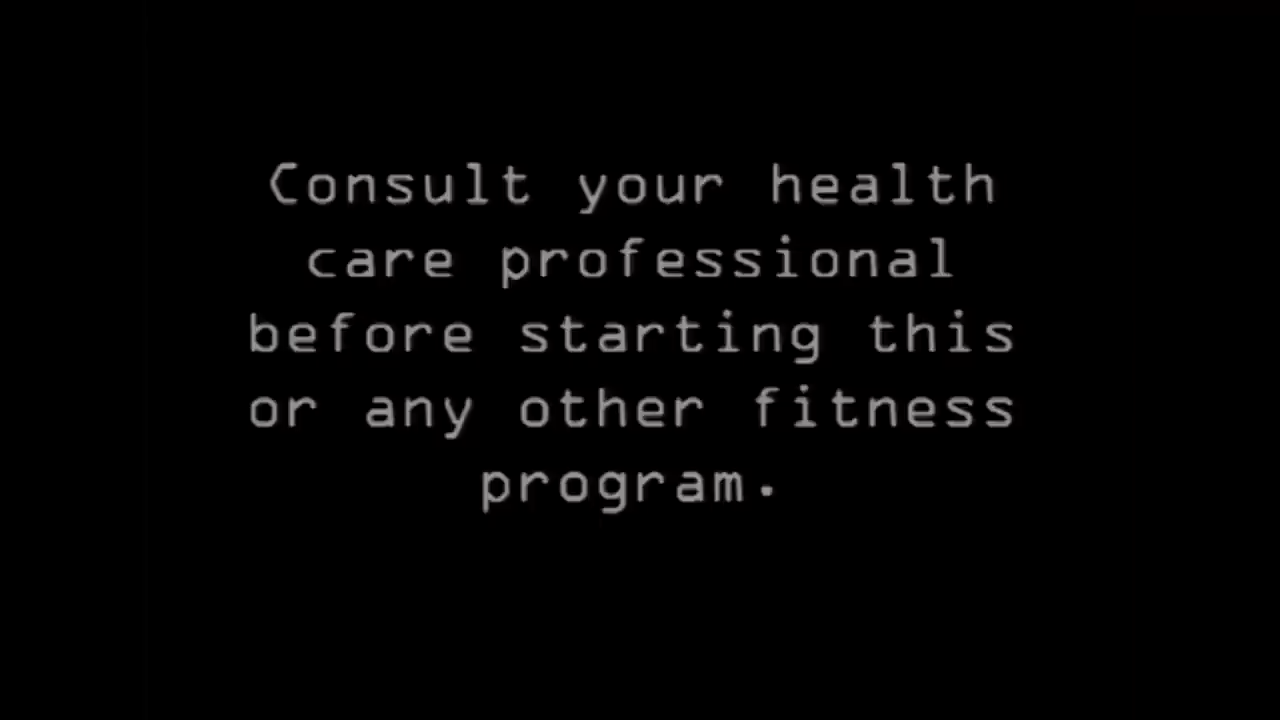 Consult your health
care professional
before starting this
or any other fitness
program.